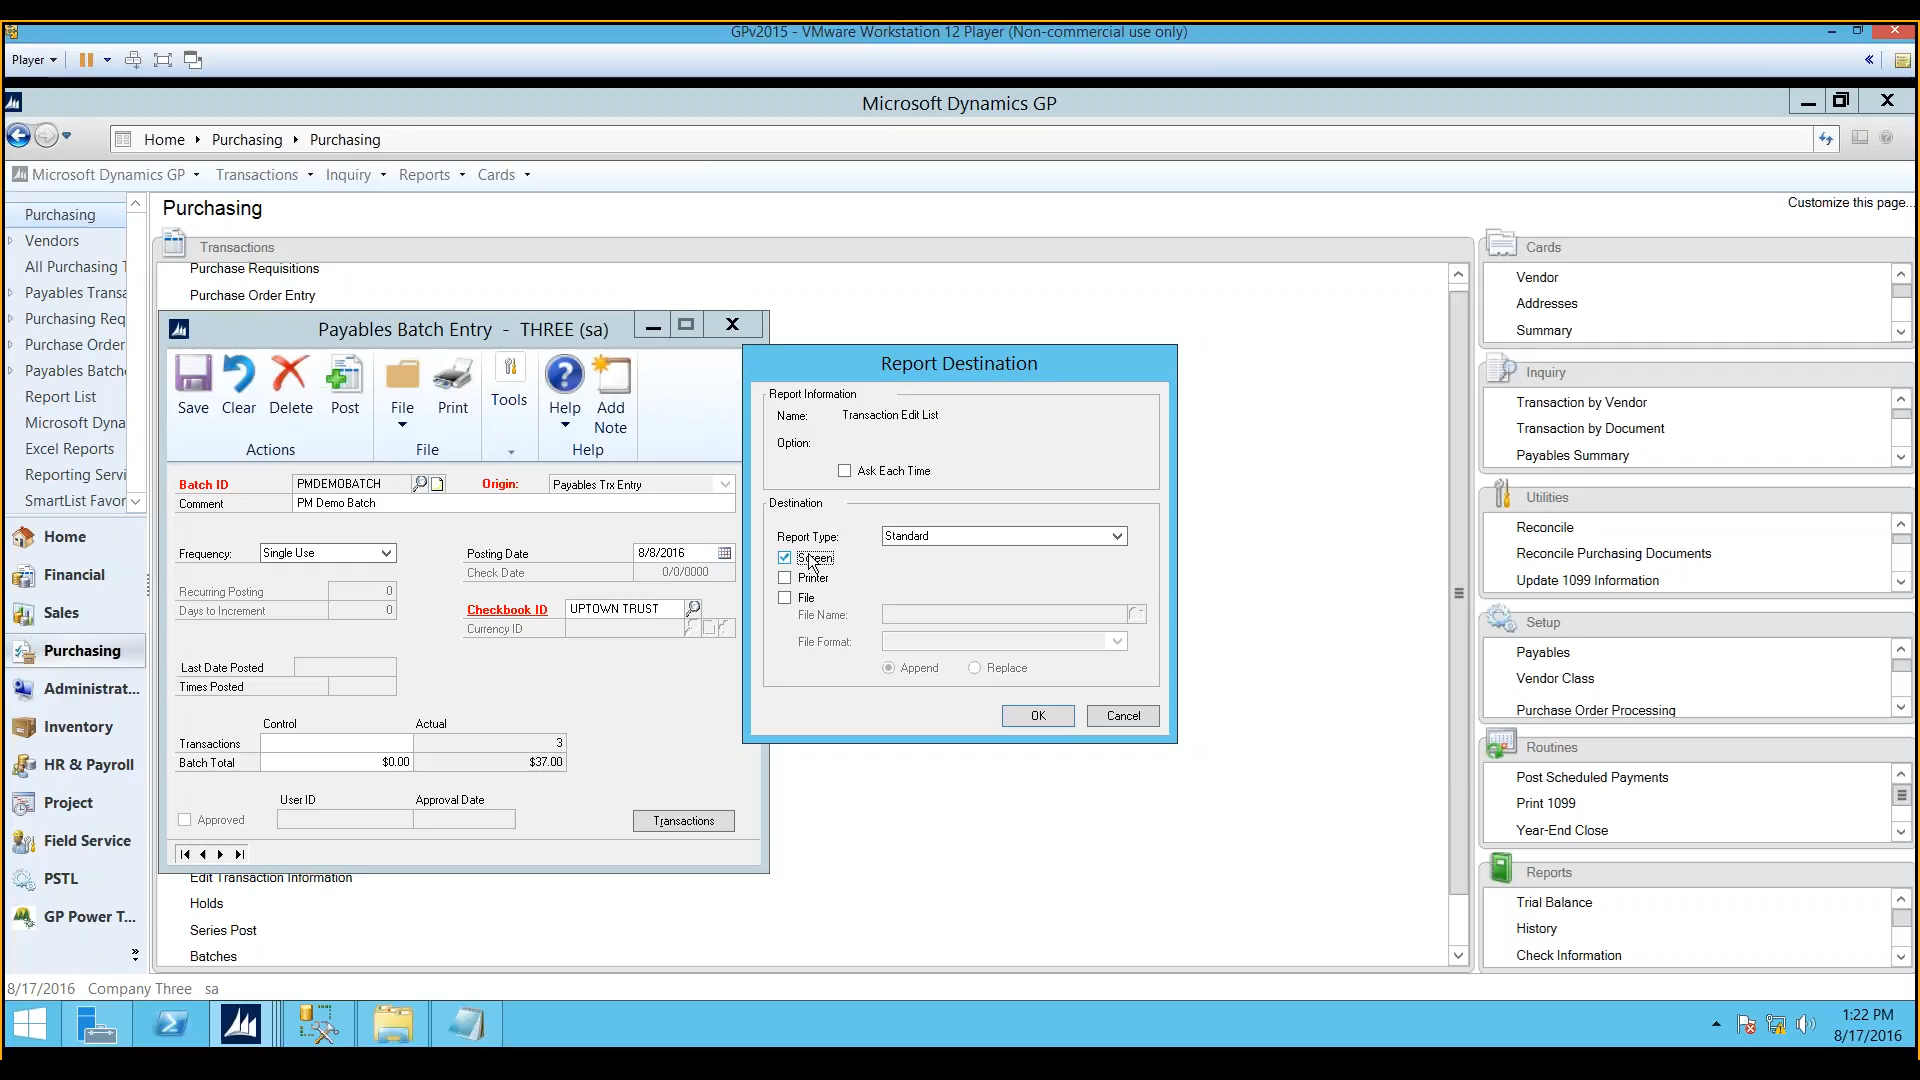 GPv2015 - VMware Workstation 12 Player (Non-commercial use only)
Player
Microsoft Dynamics GP
Home Purchasing Purchasing
Microsoft Dynamics GP Transactions Inquiry Reports Cards
Purchasing
Customize this page...
Purchasing
Vendors
All Purchasing T
Payables Transa
Purchasing Req
Purchase Order
Payables Batche
Report List
Microsoft Dyna
Excel Reports
Reporting Servi
SmartList Favor
Home
Financial
Sales
Purchasing
Administrat...
Inventory
HR & Payroll
Project
Field Service
PSTL
GP Power T...
Transactions
Purchase Requisitions
Purchase Order Entry
Payables Batch Entry - THREE (sa)
Save Clear Delete Post File Print Tools Help Add Note
Actions File Help
Batch ID PMDEMOBATCH Origin: Payables Trx Entry
Comment PM Demo Batch
Frequency: Single Use Posting Date 8/8/2016
Check Date 0/0/0000
Recurring Posting 0
Days to Increment 0
Checkbook ID UPTOWN TRUST
Currency ID
Last Date Posted
Times Posted
Control Actual
Transactions 3
Batch Total $0.00 $37.00
User ID Approval Date
Approved
Transactions
Edit Transaction Information
Holds
Series Post
Batches
Report Destination
Report Information
Name: Transaction Edit List
Option:
Ask Each Time
Destination
Report Type: Standard
Screen
Printer
File
File Name:
File Format:
Append Replace
OK Cancel
Cards
Vendor
Addresses
Summary
Inquiry
Transaction by Vendor
Transaction by Document
Payables Summary
Utilities
Reconcile
Reconcile Purchasing Documents
Update 1099 Information
Setup
Payables
Vendor Class
Purchase Order Processing
Routines
Post Scheduled Payments
Print 1099
Year-End Close
Reports
Trial Balance
History
Check Information
8/17/2016 Company Three sa
1:22 PM
8/17/2016